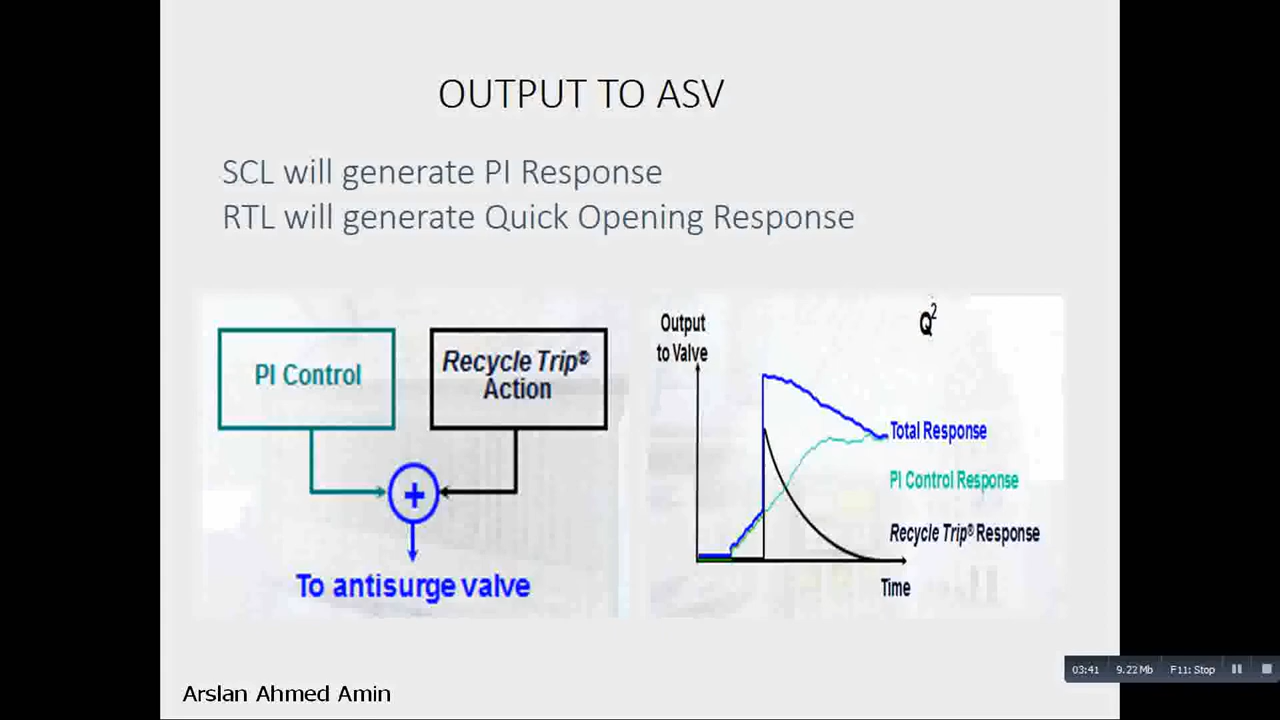 OUTPUT TO ASV
SCL will generate PI Response
RTL will generate Quick Opening Response
PI Control
Recycle Trip®
Action
+
To antisurge valve
Output
to Valve
Q²
Total Response
PI Control Response
Recycle Trip® Response
Time
Arslan Ahmed Amin
03:41 9.22 Mb F11: Stop